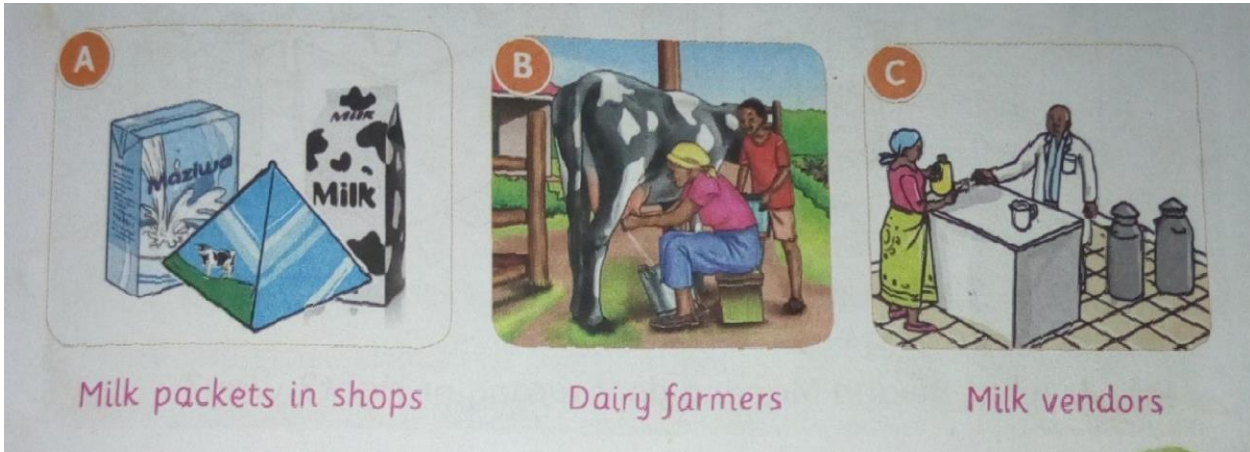 A
B
C
Maziwa
Milk
Milk
Milk packets in shops
Dairy farmers
Milk vendors